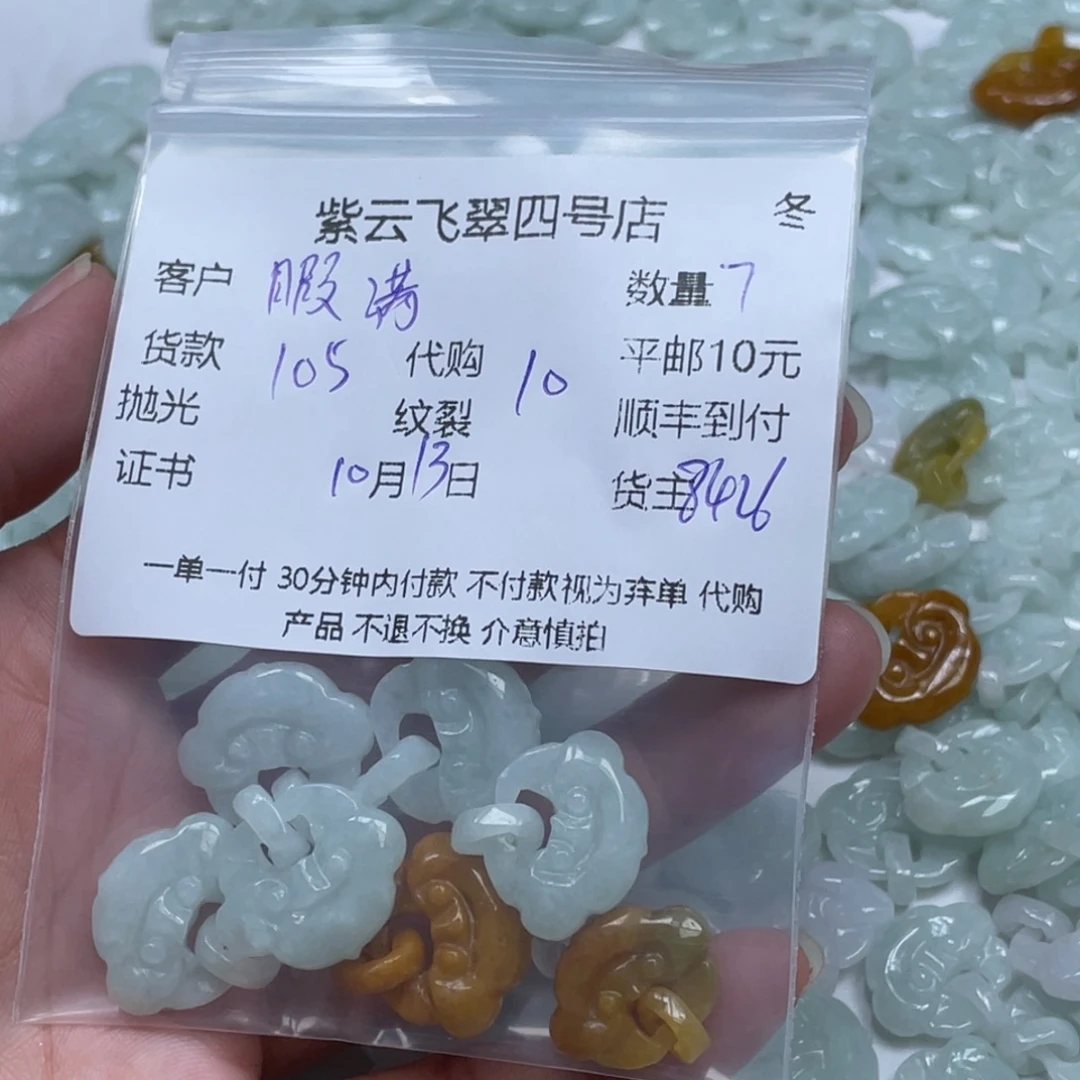 紫云飞翠四号店 冬
客户 暇满 数量 7
货款 105 代购 10 平邮10元
抛光 纹裂 顺丰到付
证书 10月13日 货主8426
一单一付 30分钟内付款 不付款视为弃单 代购
产品 不退不换 介意慎拍